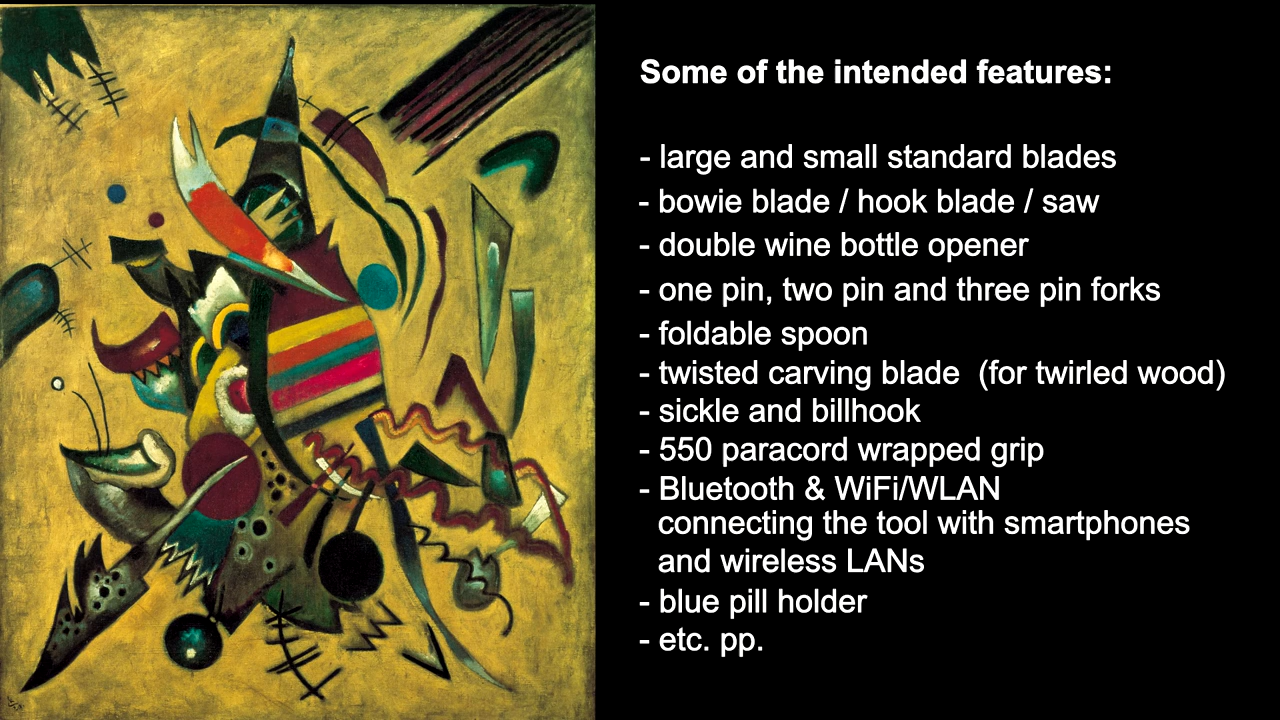 Some of the intended features:
- large and small standard blades
- bowie blade / hook blade / saw
- double wine bottle opener
- one pin, two pin and three pin forks
- foldable spoon
- twisted carving blade  (for twirled wood)
- sickle and billhook
- 550 paracord wrapped grip
- Bluetooth & WiFi/WLAN
connecting the tool with smartphones
and wireless LANs
- blue pill holder
- etc. pp.